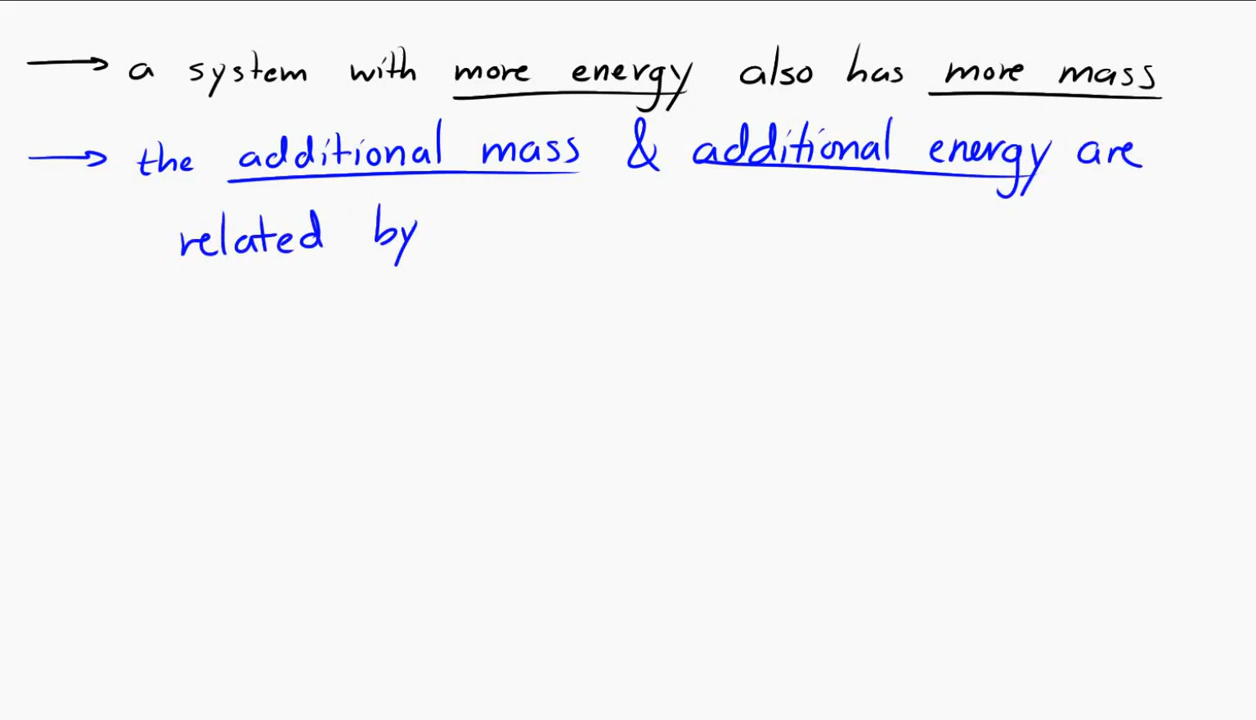 → a system with more energy also has more mass
→ the additional mass & additional energy are
related by